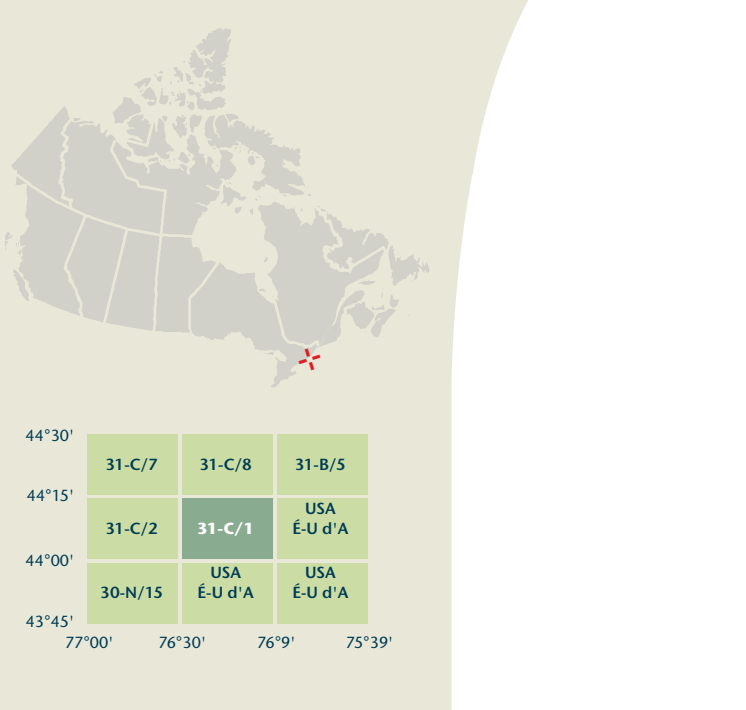 44°30'
31-C/7 31-C/8 31-B/5
44°15'
USA
31-C/2 31-C/1 É-U d'A
44°00'
USA USA
30-N/15 É-U d'A É-U d'A
43°45'
77°00' 76°30' 76°9' 75°39'